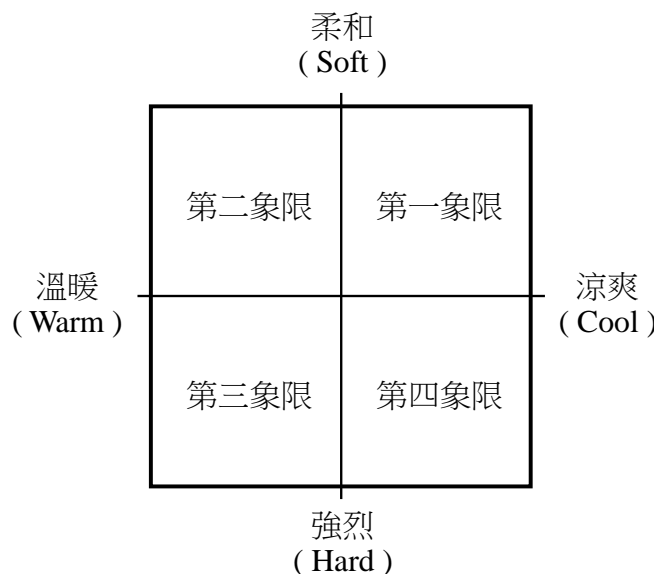 柔和
( Soft )
第二象限
第一象限
溫暖
( Warm )
涼爽
( Cool )
第三象限
第四象限
強烈
( Hard )